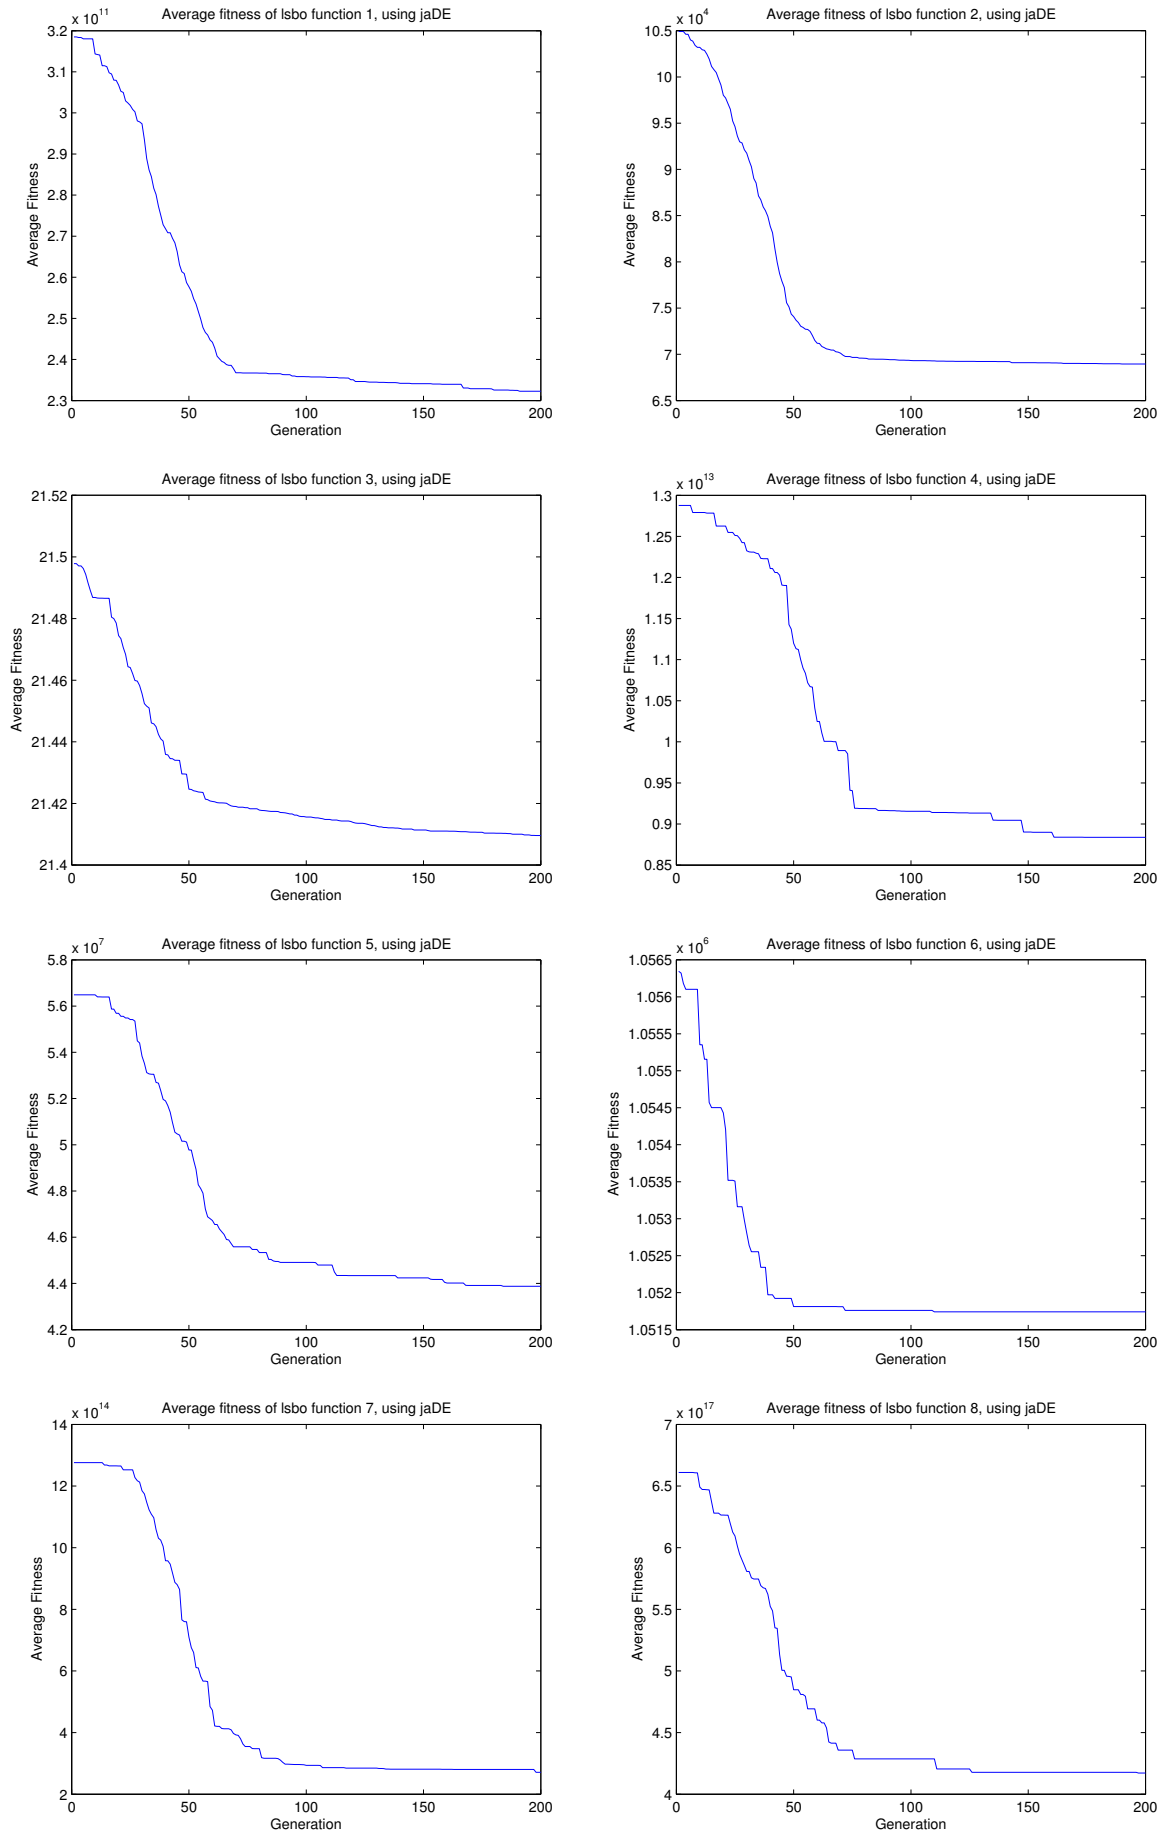 Average fitness of lsbo function 1, using jaDE
x 10^11
3.2
3.1
3
2.9
2.8
2.7
2.6
2.5
2.4
2.3
Average Fitness
0 50 100 150 200
Generation
Average fitness of lsbo function 2, using jaDE
x 10^4
10.5
10
9.5
9
8.5
8
7.5
7
6.5
Average Fitness
0 50 100 150 200
Generation
Average fitness of lsbo function 3, using jaDE
21.52
21.5
21.48
21.46
21.44
21.42
21.4
Average Fitness
0 50 100 150 200
Generation
Average fitness of lsbo function 4, using jaDE
x 10^13
1.3
1.25
1.2
1.15
1.1
1.05
1
0.95
0.9
0.85
Average Fitness
0 50 100 150 200
Generation
Average fitness of lsbo function 5, using jaDE
x 10^7
5.8
5.6
5.4
5.2
5
4.8
4.6
4.4
4.2
Average Fitness
0 50 100 150 200
Generation
Average fitness of lsbo function 6, using jaDE
x 10^6
1.0565
1.056
1.0555
1.055
1.0545
1.054
1.0535
1.053
1.0525
1.052
1.0515
Average Fitness
0 50 100 150 200
Generation
Average fitness of lsbo function 7, using jaDE
x 10^14
14
12
10
8
6
4
2
Average Fitness
0 50 100 150 200
Generation
Average fitness of lsbo function 8, using jaDE
x 10^17
7
6.5
6
5.5
5
4.5
4
Average Fitness
0 50 100 150 200
Generation